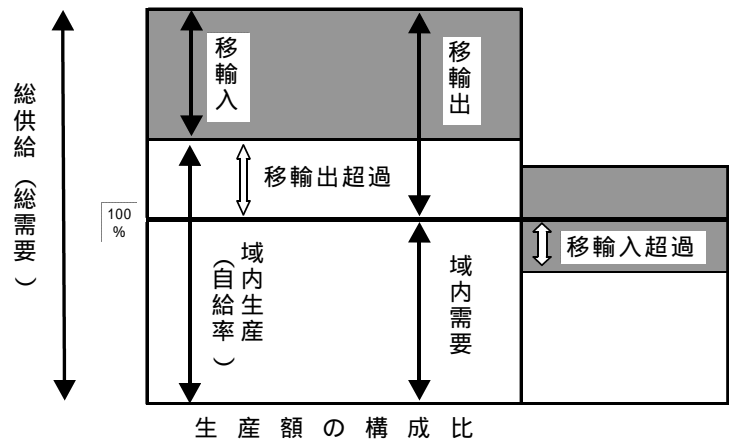 総供給（総需要）
移輸入
移輸出
移輸出超過
100
%
域内生産
（自給率）
域内需要
移輸入超過
生産額の構成比